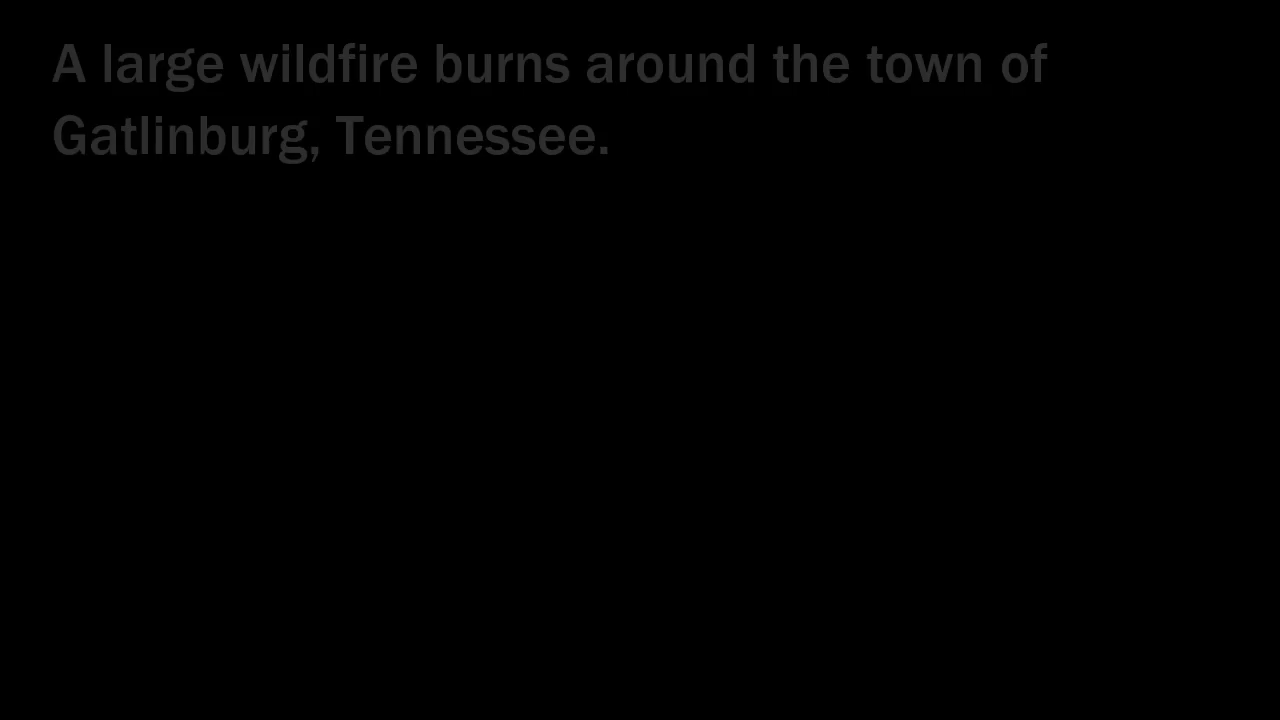 A large wildfire burns around the town of
Gatlinburg, Tennessee.